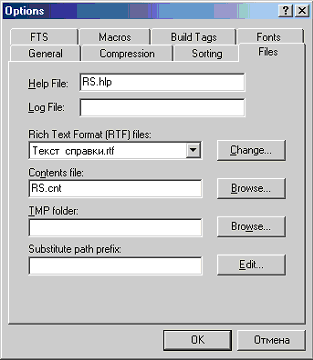 Options
FTS Macros Build Tags Fonts
General Compression Sorting Files
Help File: RS.hlp
Log File:
Rich Text Format (RTF) files:
Текст справки.rtf Change...
Contents file:
RS.cnt Browse...
TMP folder:
Browse...
Substitute path prefix:
Edit...
OK Отмена